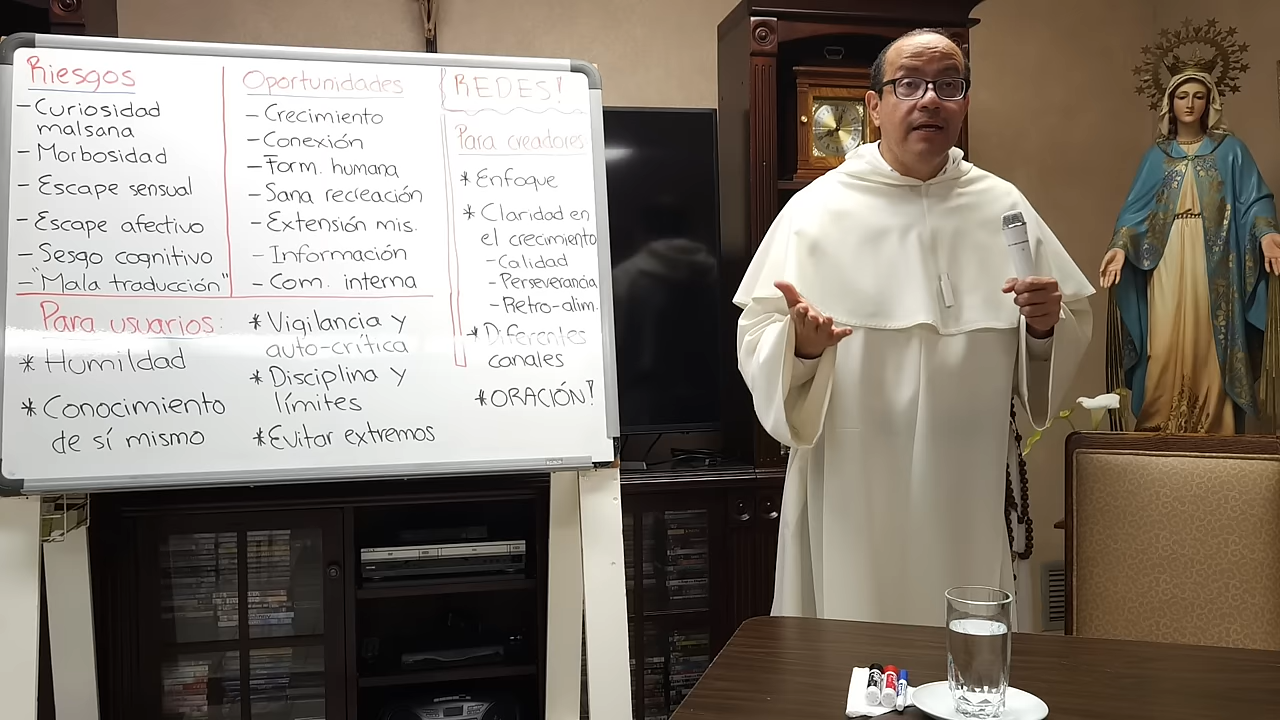 Riesgos
- Curiosidad
malsana
- Morbosidad
- Escape sensual
- Escape afectivo
- Sesgo cognitivo
- "Mala traducción"
Oportunidades
- Crecimiento
- Conexión
- Form. humana
- Sana recreación
- Extensión mis.
- Información
- Com. interna
REDES!
Para creadores
* Enfoque
* Claridad en
el crecimiento
- Calidad
- Perseverancia
- Retro-alim.
* Diferentes
canales
* ORACIÓN!
Para usuarios:
* Humildad
* Conocimiento
de sí mismo
* Vigilancia y
auto-crítica
* Disciplina y
límites
* Evitar extremos